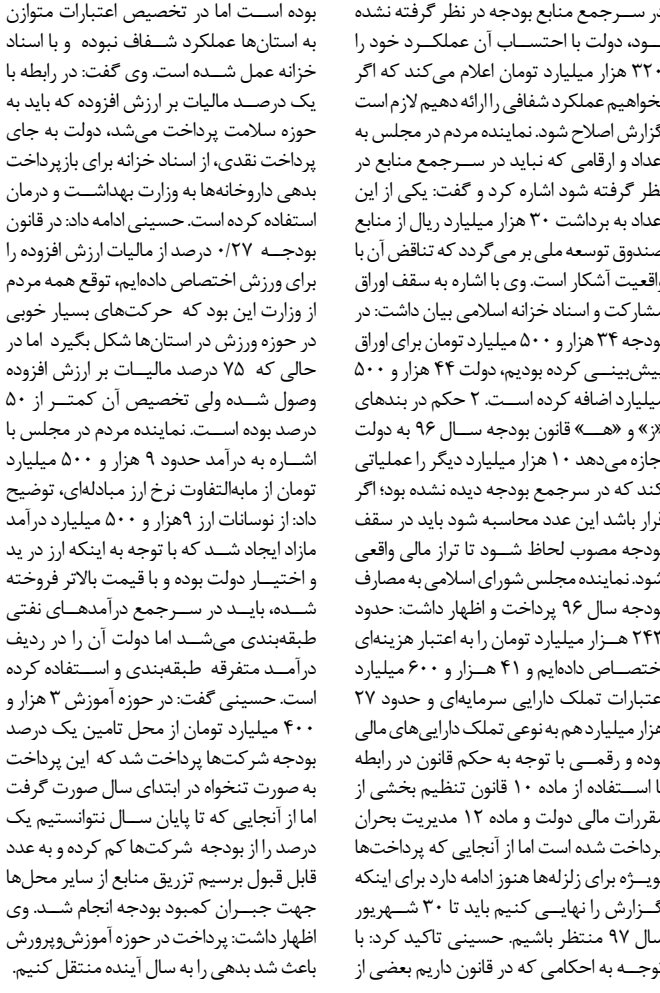 در سرجمع منابع بودجه در نظر گرفته نشده
بود، دولت با احتساب آن عملکرد خود را
۳۲۰ هزار میلیارد تومان اعلام می‌کند که اگر
بخواهیم عملکرد شفافی را ارائه دهیم لازم است
گزارش اصلاح شود. نماینده مردم در مجلس به
اعداد و ارقامی که نباید در سرجمع منابع در
نظر گرفته شود اشاره کرد و گفت: یکی از این
اعداد به برداشت ۳۰ هزار میلیارد ریال از منابع
صندوق توسعه ملی بر می‌گردد که تناقض آن با
واقعیت آشکار است. وی با اشاره به سقف اوراق
مشارکت و اسناد خزانه اسلامی بیان داشت: در
بودجه ۳۴ هزار و ۵۰۰ میلیارد تومان برای اوراق
پیش‌بینی کرده بودیم، دولت ۴۴ هزار و ۵۰۰
میلیارد اضافه کرده است. ۲ حکم در بندهای
«ز» و «هـ» قانون بودجه سال ۹۶ به دولت
اجازه می‌دهد ۱۰ هزار میلیارد دیگر را عملیاتی
کند که در سرجمع بودجه دیده نشده بود؛ اگر
قرار باشد این عدد محاسبه شود باید در سقف
بودجه مصوب لحاظ شود تا تراز مالی واقعی
شود. نماینده مجلس شورای اسلامی به مصارف
بودجه سال ۹۶ پرداخت و اظهار داشت: حدود
۲۴۲ هزار میلیارد تومان را به اعتبار هزینه‌ای
اختصاص داده‌ایم و ۴۱ هزار و ۶۰۰ میلیارد
اعتبارات تملک دارایی سرمایه‌ای و حدود ۲۷
هزار میلیارد هم به نوعی تملک دارایی‌های مالی
بوده و رقمی با توجه به حکم قانون در رابطه
با استفاده از ماده ۱۰ قانون تنظیم بخشی از
مقررات مالی دولت و ماده ۱۲ مدیریت بحران
پرداخت شده است اما از آنجایی که پرداخت‌ها
بویژه برای زلزله‌ها هنوز ادامه دارد برای اینکه
گزارش را نهایی کنیم باید تا ۳۰ شهریور
سال ۹۷ منتظر باشیم. حسینی تاکید کرد: با
توجه به احکامی که در قانون داریم بعضی از
بوده است اما در تخصیص اعتبارات متوازن
به استان‌ها عملکرد شفاف نبوده و با اسناد
خزانه عمل شده است. وی گفت: در رابطه با
یک درصد مالیات بر ارزش افزوده که باید به
حوزه سلامت پرداخت می‌شد، دولت به جای
پرداخت نقدی، از اسناد خزانه برای بازپرداخت
بدهی داروخانه‌ها به وزارت بهداشت و درمان
استفاده کرده است. حسینی ادامه داد: در قانون
بودجه ۰/۲۷ درصد از مالیات ارزش افزوده را
برای ورزش اختصاص داده‌ایم، توقع همه مردم
از وزارت این بود که حرکت‌های بسیار خوبی
در حوزه ورزش در استان‌ها شکل بگیرد اما در
حالی که ۷۵ درصد مالیات بر ارزش افزوده
وصول شده ولی تخصیص آن کمتر از ۵۰
درصد بوده است. نماینده مردم در مجلس با
اشاره به درآمد حدود ۹ هزار و ۵۰۰ میلیارد
تومان از مابه‌التفاوت نرخ ارز مبادله‌ای، توضیح
داد: از نوسانات ارز ۹هزار و ۵۰۰ میلیارد درآمد
مازاد ایجاد شد که با توجه به اینکه ارز در ید
و اختیار دولت بوده و با قیمت بالاتر فروخته
شده، باید در سرجمع درآمدهای نفتی
طبقه‌بندی می‌شد اما دولت آن را در ردیف
درآمد متفرقه طبقه‌بندی و استفاده کرده
است. حسینی گفت: در حوزه آموزش ۳ هزار و
۴۰۰ میلیارد تومان از محل تامین یک درصد
بودجه شرکت‌ها پرداخت شد که این پرداخت
به صورت تنخواه در ابتدای سال صورت گرفت
اما از آنجایی که تا پایان سال نتوانستیم یک
درصد را از بودجه شرکت‌ها کم کرده و به عدد
قابل قبول برسیم تزریق منابع از سایر محل‌ها
جهت جبران کمبود بودجه انجام شد. وی
اظهار داشت: پرداخت در حوزه آموزش‌وپرورش
باعث شد بدهی را به سال آینده منتقل کنیم.